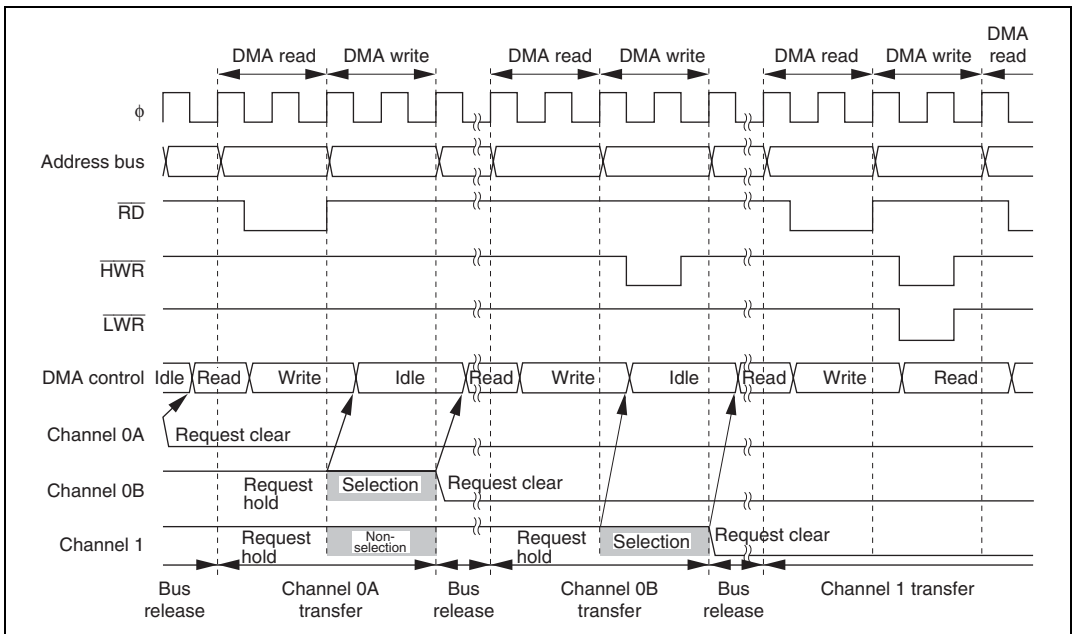 DMA read DMA write DMA read DMA write DMA read DMA write DMA read
ϕ
Address bus
RD
HWR
LWR
DMA control Idle Read Write Idle Read Write Idle Read Write Read
Channel 0A Request clear
Channel 0B Request hold Selection Request clear
Channel 1 Request hold Non-selection Request hold Selection Request clear
Bus release Channel 0A transfer Bus release Channel 0B transfer Bus release Channel 1 transfer